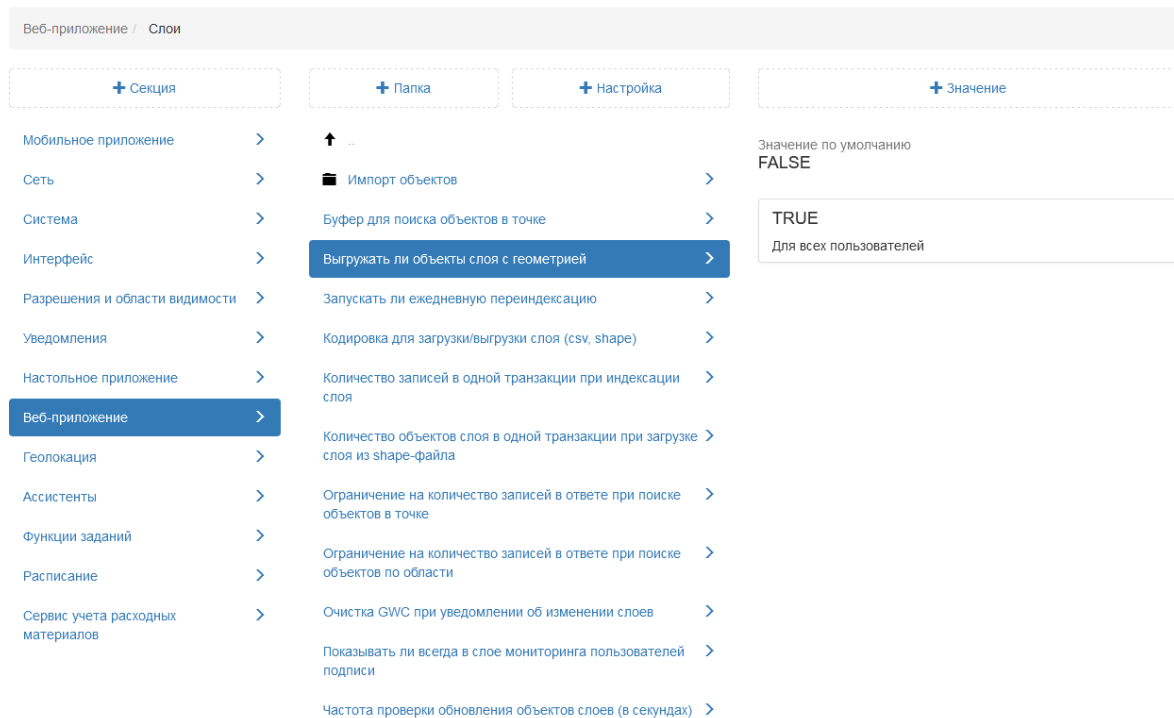 Веб-приложение / Слои
+ Секция
Мобильное приложение
Сеть
Система
Интерфейс
Разрешения и области видимости
Уведомления
Настольное приложение
Веб-приложение
Геолокация
Ассистенты
Функции заданий
Расписание
Сервис учета расходных
материалов
+ Папка
+ Настройка
..
Импорт объектов
Буфер для поиска объектов в точке
Выгружать ли объекты слоя с геометрией
Запускать ли ежедневную переиндексацию
Кодировка для загрузки/выгрузки слоя (csv, shape)
Количество записей в одной транзакции при индексации
слоя
Количество объектов слоя в одной транзакции при загрузке
слоя из shape-файла
Ограничение на количество записей в ответе при поиске
объектов в точке
Ограничение на количество записей в ответе при поиске
объектов по области
Очистка GWC при уведомлении об изменении слоев
Показывать ли всегда в слое мониторинга пользователей
подписи
Частота проверки обновления объектов слоев (в секундах)
+ Значение
Значение по умолчанию
FALSE
TRUE
Для всех пользователей